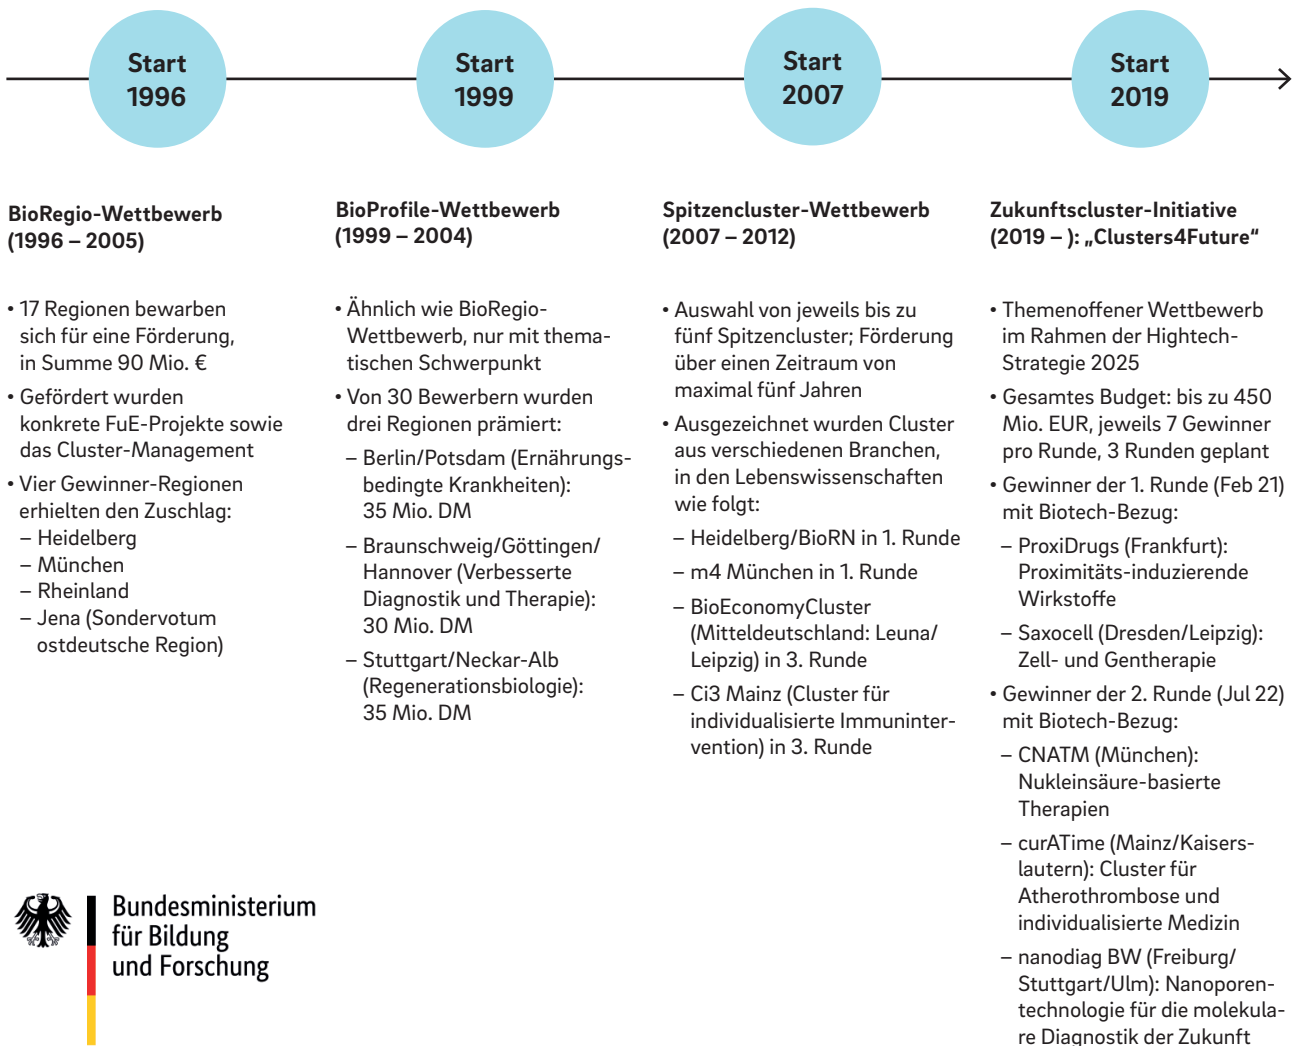 Start
1996
Start
1999
Start
2007
Start
2019
BioRegio-Wettbewerb
(1996 – 2005)
• 17 Regionen bewarben
sich für eine Förderung,
in Summe 90 Mio. €
• Gefördert wurden
konkrete FuE-Projekte sowie
das Cluster-Management
• Vier Gewinner-Regionen
erhielten den Zuschlag:
– Heidelberg
– München
– Rheinland
– Jena (Sondervotum
ostdeutsche Region)
BioProfile-Wettbewerb
(1999 – 2004)
• Ähnlich wie BioRegio-
Wettbewerb, nur mit thema-
tischen Schwerpunkt
• Von 30 Bewerbern wurden
drei Regionen prämiert:
– Berlin/Potsdam (Ernährungs-
bedingte Krankheiten):
35 Mio. DM
– Braunschweig/Göttingen/
Hannover (Verbesserte
Diagnostik und Therapie):
30 Mio. DM
– Stuttgart/Neckar-Alb
(Regenerationsbiologie):
35 Mio. DM
Spitzencluster-Wettbewerb
(2007 – 2012)
• Auswahl von jeweils bis zu
fünf Spitzencluster; Förderung
über einen Zeitraum von
maximal fünf Jahren
• Ausgezeichnet wurden Cluster
aus verschiedenen Branchen,
in den Lebenswissenschaften
wie folgt:
– Heidelberg/BioRN in 1. Runde
– m4 München in 1. Runde
– BioEconomyCluster
(Mitteldeutschland: Leuna/
Leipzig) in 3. Runde
– Ci3 Mainz (Cluster für
individualisierte Immuninter-
vention) in 3. Runde
Zukunftscluster-Initiative
(2019 – ): „Clusters4Future“
• Themenoffener Wettbewerb
im Rahmen der Hightech-
Strategie 2025
• Gesamtes Budget: bis zu 450
Mio. EUR, jeweils 7 Gewinner
pro Runde, 3 Runden geplant
• Gewinner der 1. Runde (Feb 21)
mit Biotech-Bezug:
– ProxiDrugs (Frankfurt):
Proximitäts-induzierende
Wirkstoffe
– Saxocell (Dresden/Leipzig):
Zell- und Gentherapie
• Gewinner der 2. Runde (Jul 22)
mit Biotech-Bezug:
– CNATM (München):
Nukleinsäure-basierte
Therapien
– curATime (Mainz/Kaisers-
lautern): Cluster für
Atherothrombose und
individualisierte Medizin
– nanodiag BW (Freiburg/
Stuttgart/Ulm): Nanoporen-
technologie für die molekula-
re Diagnostik der Zukunft
Bundesministerium
für Bildung
und Forschung